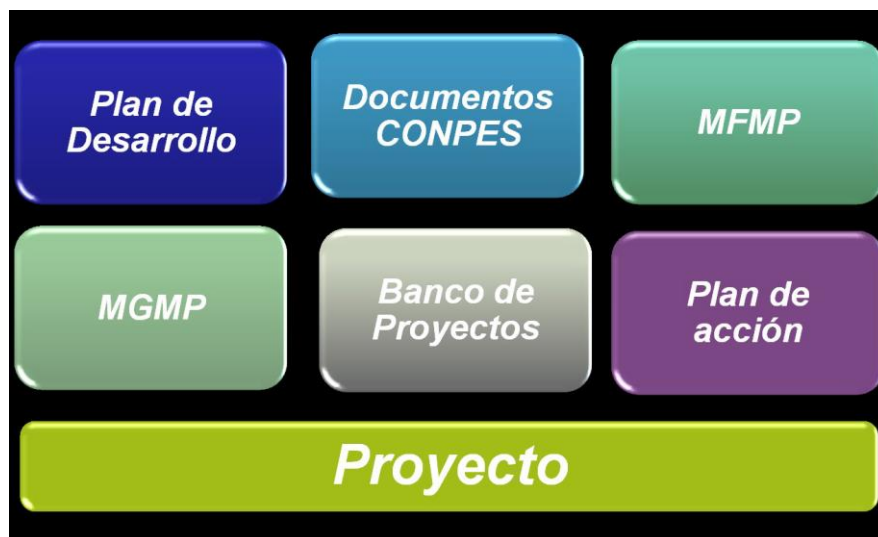 Plan de
Desarrollo
Documentos
CONPES
MFMP
MGMP
Banco de
Proyectos
Plan de
acción
Proyecto